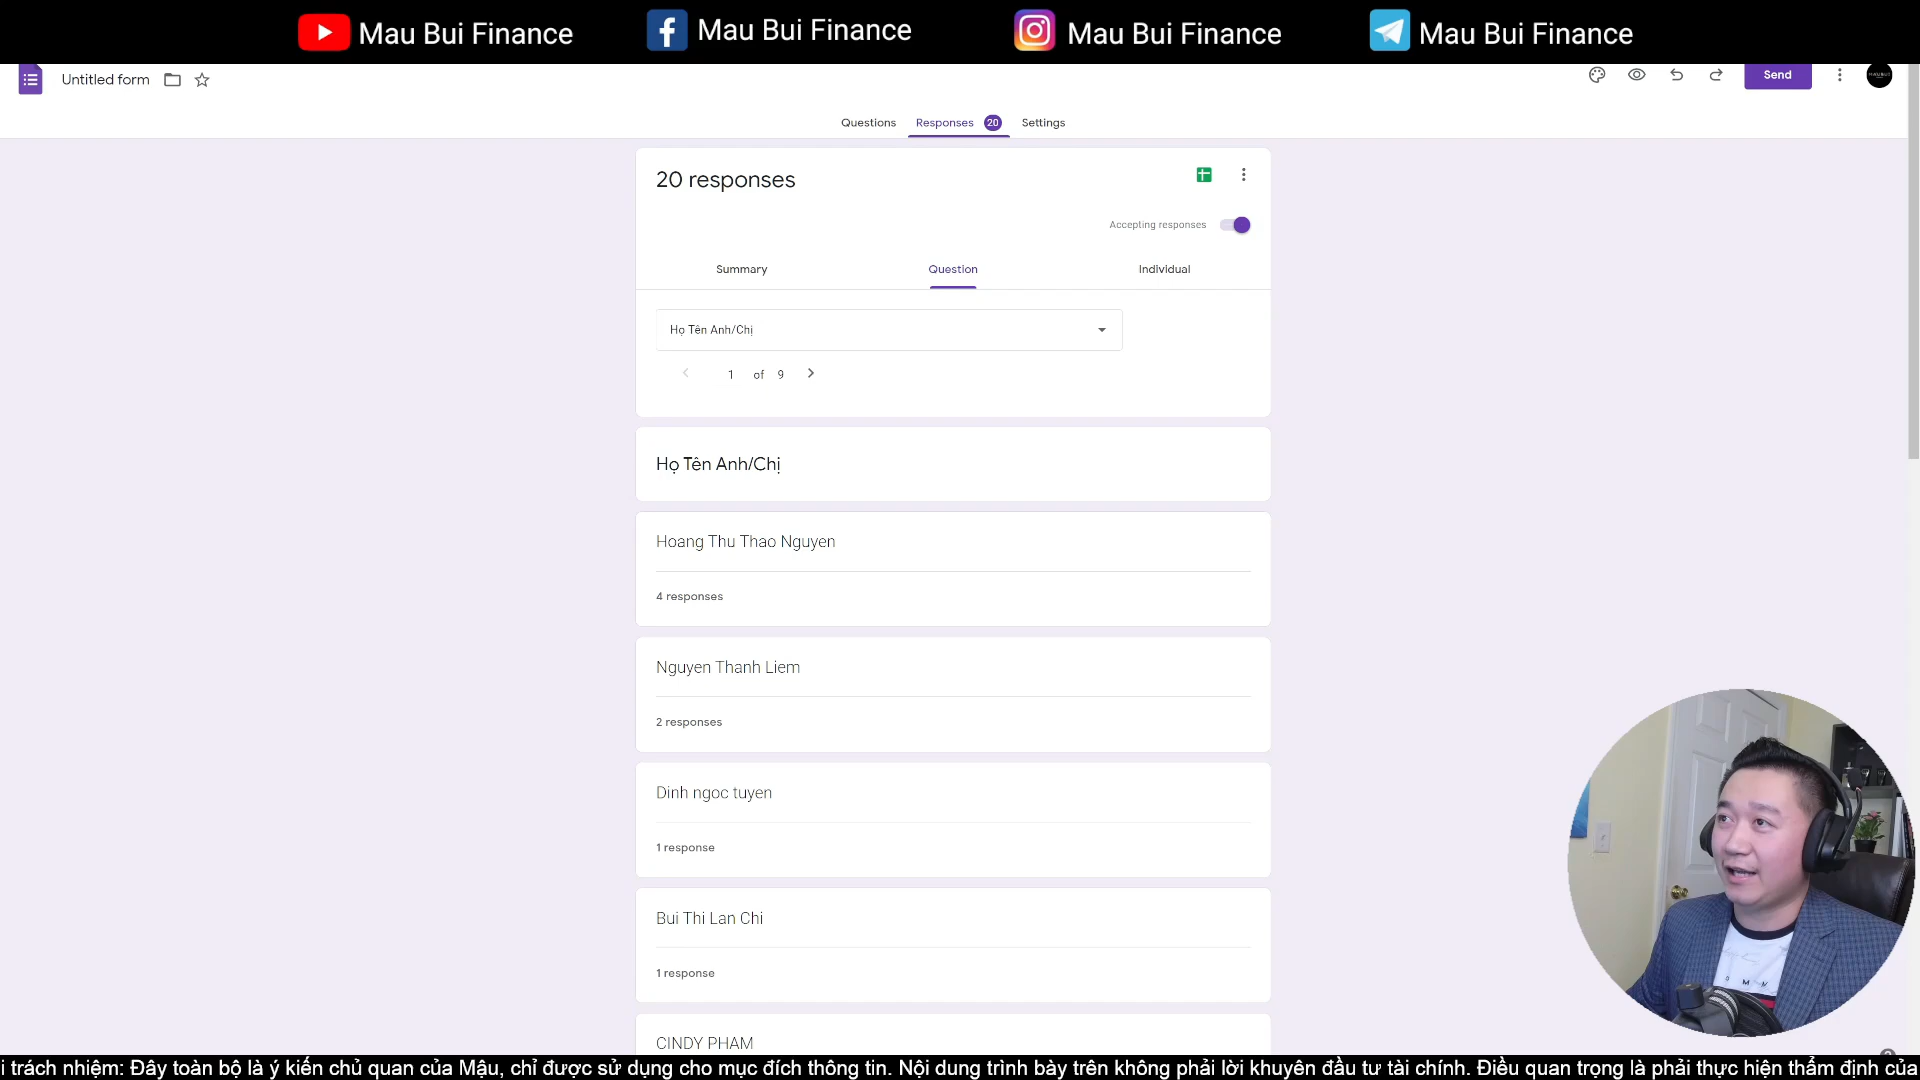 Mau Bui Finance
Mau Bui Finance
Mau Bui Finance
Mau Bui Finance
Untitled form
Send
Questions
Responses 20
Settings
20 responses
Accepting responses
Summary
Question
Individual
Họ Tên Anh/Chị
1 of 9
Họ Tên Anh/Chị
Hoang Thu Thao Nguyen
4 responses
Nguyen Thanh Liem
2 responses
Dinh ngoc tuyen
1 response
Bui Thi Lan Chi
1 response
CINDY PHAM
i trách nhiệm: Đây toàn bộ là ý kiến chủ quan của Mậu, chỉ được sử dụng cho mục đích thông tin. Nội dung trình bày trên không phải lời khuyên đầu tư tài chính. Điều quan trọng là phải thực hiện thẩm định của